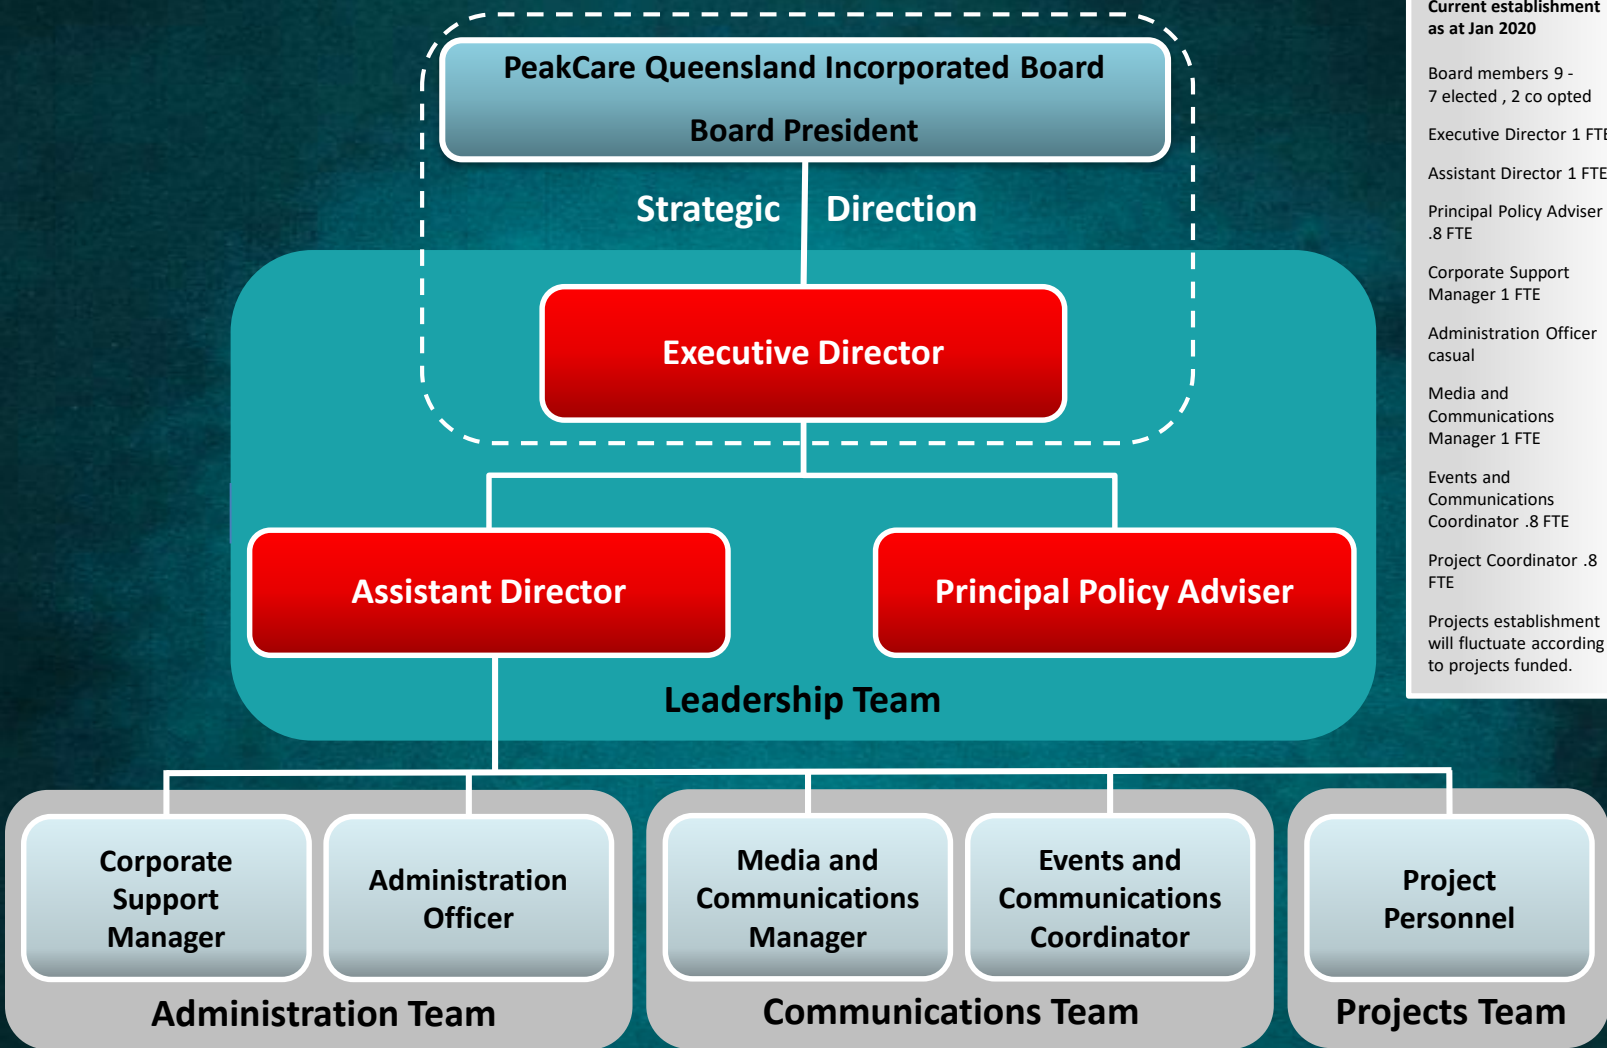 PeakCare Queensland Incorporated Board
Board President
Strategic Direction
Executive Director
Assistant Director
Principal Policy Adviser
Leadership Team
Corporate
Support
Manager
Administration
Officer
Administration Team
Media and
Communications
Manager
Events and
Communications
Coordinator
Communications Team
Project
Personnel
Projects Team
Current establishment
as at Jan 2020
Board members 9 -
7 elected , 2 co opted
Executive Director 1 FTE
Assistant Director 1 FTE
Principal Policy Adviser
.8 FTE
Corporate Support
Manager 1 FTE
Administration Officer
casual
Media and
Communications
Manager 1 FTE
Events and
Communications
Coordinator .8 FTE
Project Coordinator .8
FTE
Projects establishment
will fluctuate according
to projects funded.